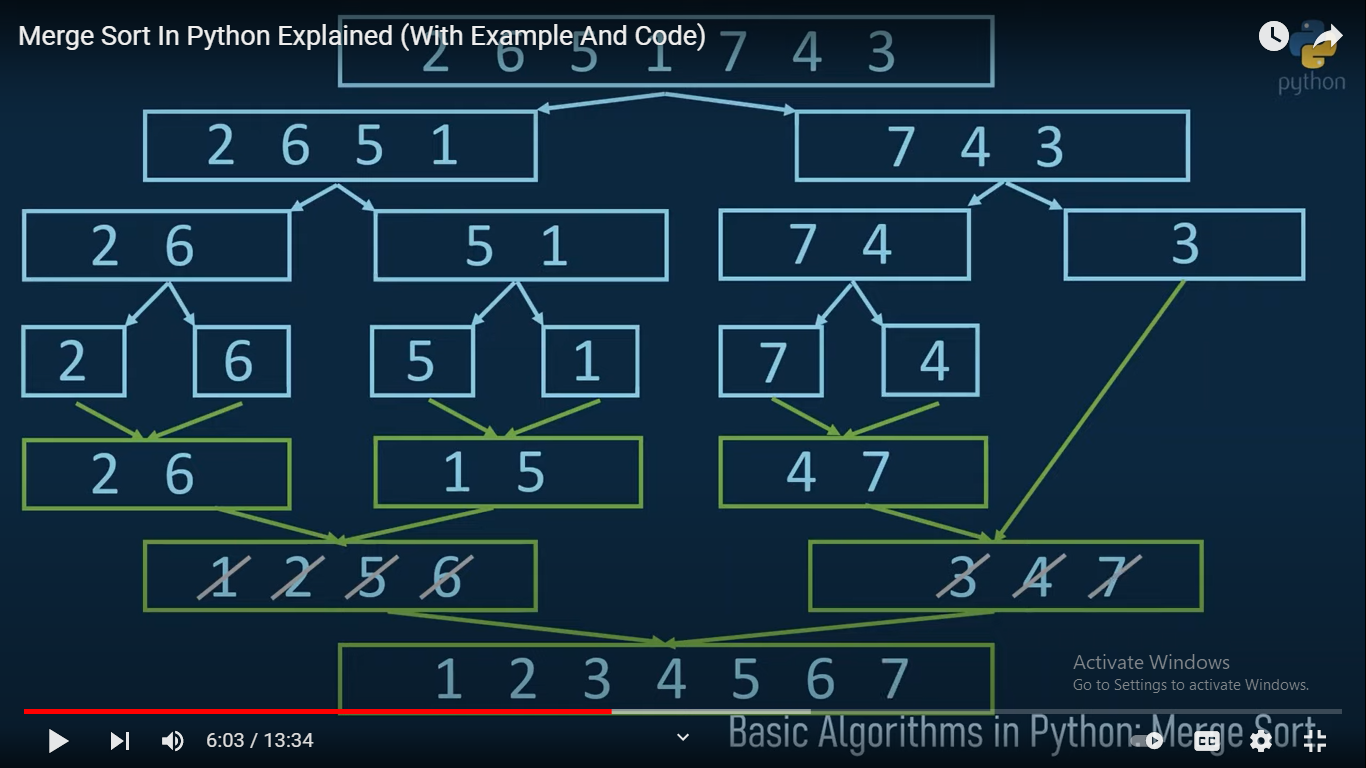 Merge Sort In Python Explained (With Example And Code)
2 6 5 1 7 4 3
python
2 6 5 1 7 4 3
2 6 5 1 7 4 3
2 6 5 1 7 4
2 6 1 5 4 7
1 2 5 6 3 4 7
1 2 3 4 5 6 7
Activate Windows
Go to Settings to activate Windows.
Basic Algorithms in Python: Merge Sort
6:03 / 13:34
CC